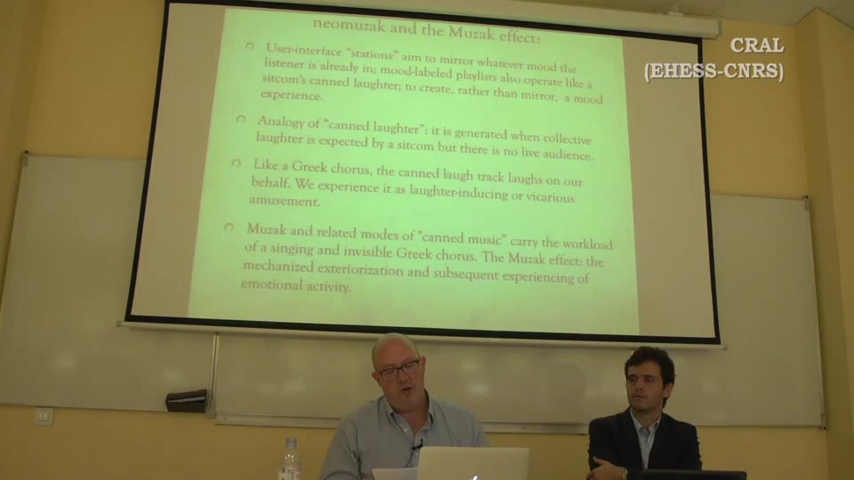 neomuzak and the Muzak effect:
CRAL
(EHESS-CNRS)
User-interface "stations" aim to mirror whatever mood the
listener is already in; mood-labeled playlists also operate like a
sitcom's canned laughter; to create, rather than mirror, a mood
experience.
Analogy of "canned laughter": it is generated when collective
laughter is expected by a sitcom but there is no live audience.
Like a Greek chorus, the canned laugh track laughs on our
behalf. We experience it as laughter-inducing or vicarious
amusement.
Muzak and related modes of "canned music" carry the workload
of a singing and invisible Greek chorus. The Muzak effect: the
mechanized exteriorization and subsequent experiencing of
emotional activity.